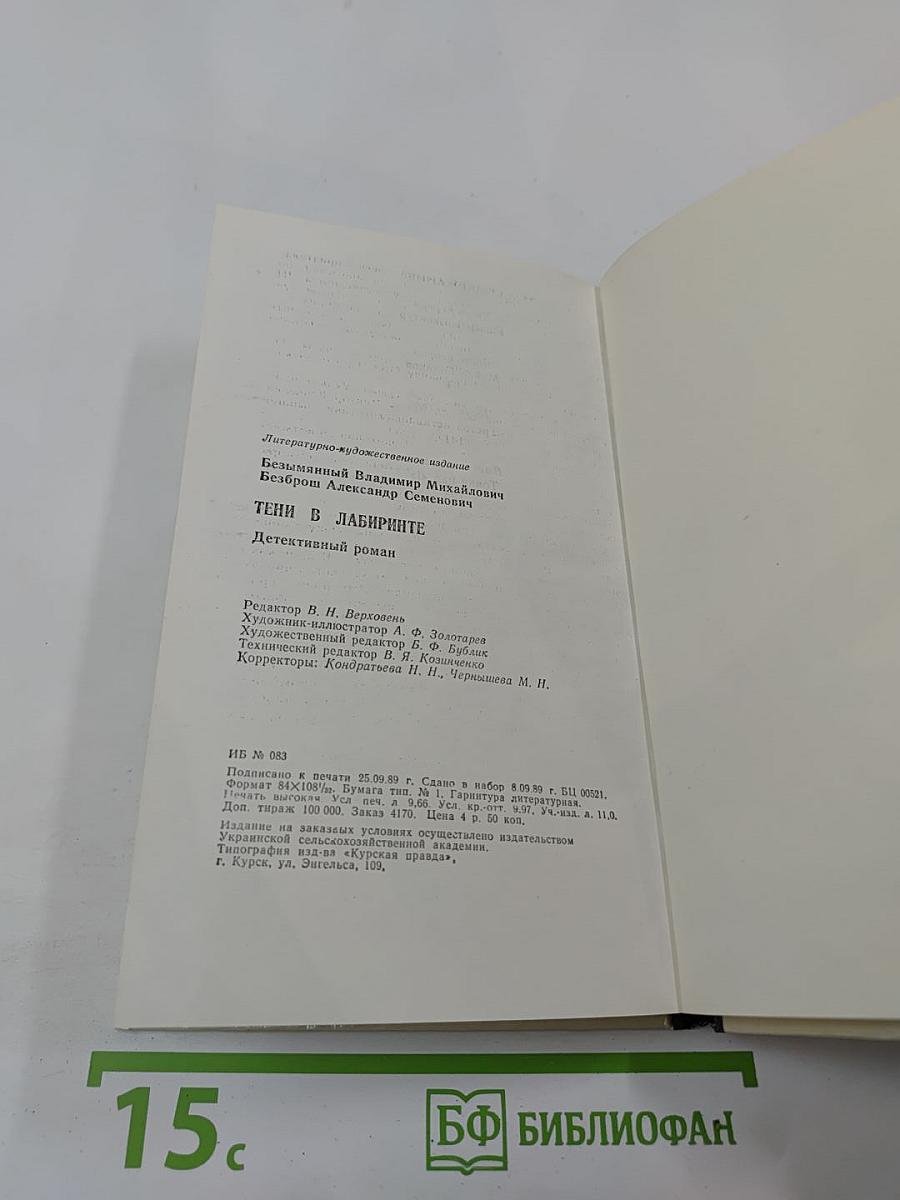 Литературно-художественное издание
Безымянный Владимир Михайлович
Безброш Александр Семенович
ТЕНИ В ЛАБИРИНТЕ
Детективный роман
Редактор В. Н. Верховень
Художник-иллюстратор А. Ф. Золотарев
Художественный редактор Б. Ф. Бублик
Технический редактор В. Я. Козинченко
Корректоры: Кондратьева Н. Н., Чернышева М. Н.
ИБ № 083
Подписано к печати 25.09.89 г. Сдано в набор 8.09.89 г. БЦ 00521.
Формат 84×108¹/₃₂. Бумага тип. № 1. Гарнитура литературная.
Печать высокая Усл печ. л 9,66. Усл. кр.-отт. 9.97. Уч.-изд. л. 11,0.
Доп. тираж 100 000. Заказ 4170. Цена 4 р. 50 коп.
Издание на заказных условиях осуществлено издательством
Украинской сельскохозяйственной академии.
Типография изд-ва «Курская правда»,
г. Курск, ул. Энгельса, 109,
15 с
БФ БИБЛИОФАН